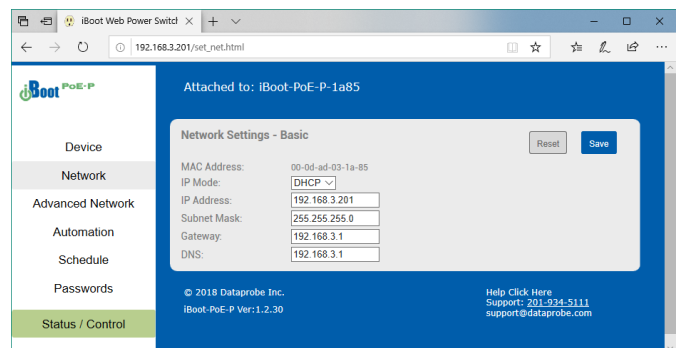 iBoot Web Power Switch
192.168.3.201/set_net.html
iBoot PoE-P
Attached to: iBoot-PoE-P-1a85
Device
Network
Advanced Network
Automation
Schedule
Passwords
Status / Control
Network Settings - Basic
Reset
Save
MAC Address: 00-0d-ad-03-1a-85
IP Mode: DHCP
IP Address: 192.168.3.201
Subnet Mask: 255.255.255.0
Gateway: 192.168.3.1
DNS: 192.168.3.1
© 2018 Dataprobe Inc.
iBoot-PoE-P Ver:1.2.30
Help Click Here
Support: 201-934-5111
support@dataprobe.com